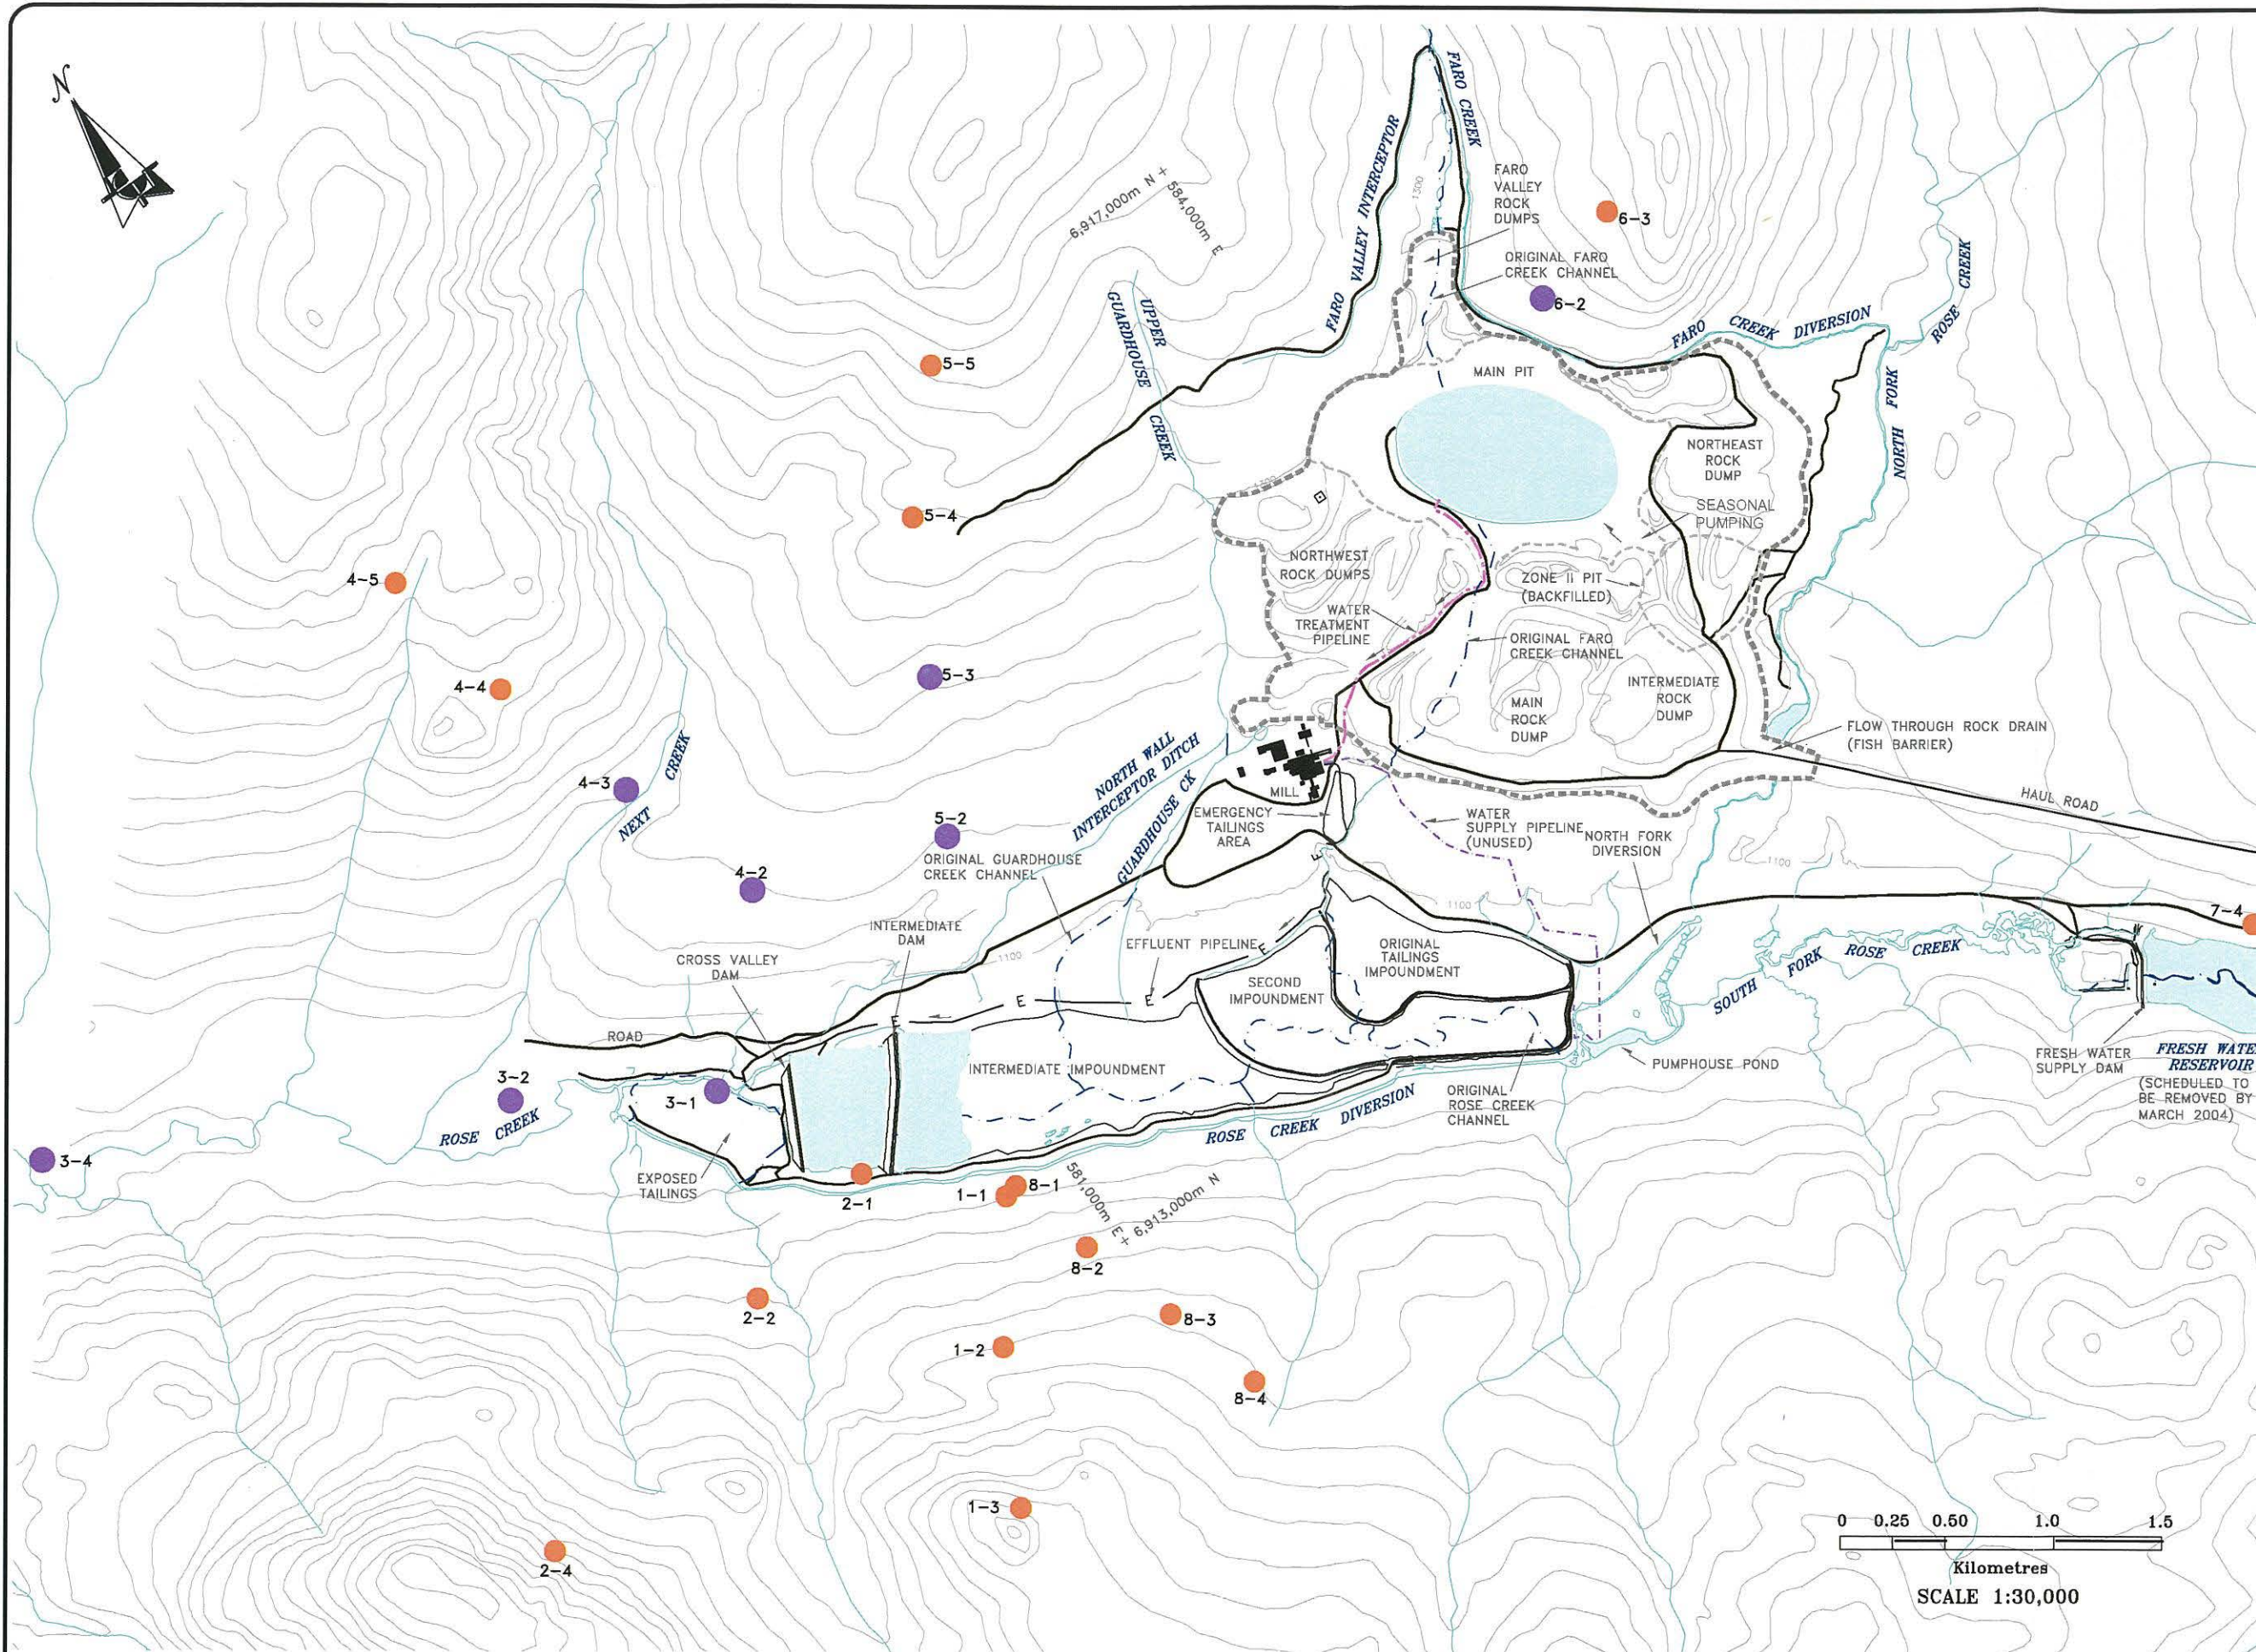 N
FARO CREEK
FARO VALLEY INTERCEPTOR
1300
FARO
VALLEY
ROCK
DUMPS
6-3
6,917,000m N + 584,000m E
ORIGINAL FARO
CREEK CHANNEL
6-2
ROSE CREEK
UPPER
GUARDHOUSE CREEK
FARO CREEK DIVERSION
5-5
MAIN PIT
NORTH FORK
NORTHEAST
ROCK
DUMP
5-4
SEASONAL
PUMPING
NORTHWEST
ROCK DUMPS
4-5
ZONE II PIT
(BACKFILLED)
WATER
TREATMENT
PIPELINE
ORIGINAL FARO
CREEK CHANNEL
5-3
4-4
INTERMEDIATE
ROCK
DUMP
MAIN
ROCK
DUMP
FLOW THROUGH ROCK DRAIN
(FISH BARRIER)
NORTH WALL
INTERCEPTOR DITCH
4-3
NEXT CREEK
GUARDHOUSE CK
MILL
HAUL ROAD
EMERGENCY
TAILINGS
AREA
WATER
SUPPLY PIPELINE
(UNUSED)
NORTH FORK
DIVERSION
5-2
ORIGINAL GUARDHOUSE
CREEK CHANNEL
1100
4-2
1100
7-4
INTERMEDIATE
DAM
EFFLUENT PIPELINE
E
E
ORIGINAL
TAILINGS
IMPOUNDMENT
SOUTH FORK ROSE CREEK
CROSS VALLEY
DAM
1100
SECOND
IMPOUNDMENT
E
E
E
ROAD
INTERMEDIATE IMPOUNDMENT
PUMPHOUSE POND
FRESH WATER
SUPPLY DAM
FRESH WATE
RESERVOIR
(SCHEDULED TO
BE REMOVED BY
MARCH 2004)
3-2
3-1
ORIGINAL
ROSE CREEK
CHANNEL
ROSE CREEK
ROSE CREEK DIVERSION
3-4
EXPOSED
TAILINGS
2-1
1-1
8-1
581,000m E + 6,913,000m N
8-2
2-2
8-3
1-2
8-4
1-3
2-4
0 0.25 0.50 1.0 1.5
Kilometres
SCALE 1:30,000